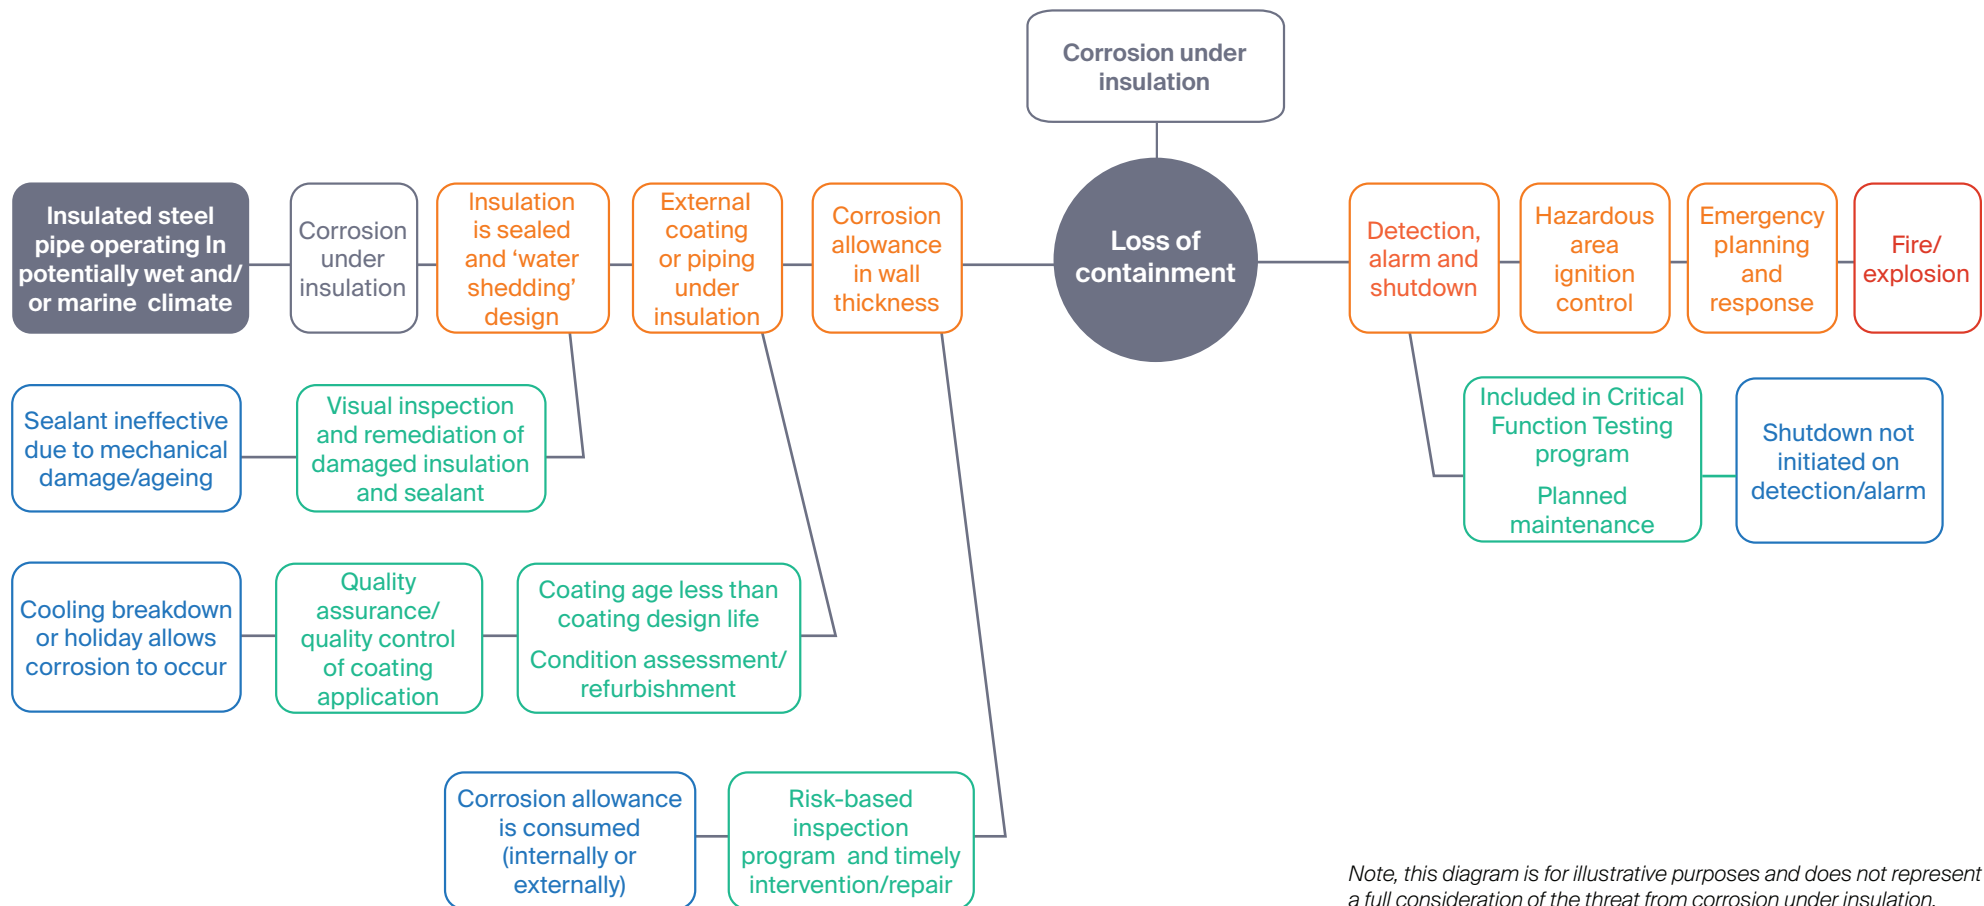 Corrosion under
insulation
Insulated steel
pipe operating In
potentially wet and/
or marine climate
Corrosion
under
insulation
Insulation
is sealed
and ‘water
shedding’
design
External
coating
or piping
under
insulation
Corrosion
allowance
in wall
thickness
Loss of
containment
Detection,
alarm and
shutdown
Hazardous
area
ignition
control
Emergency
planning
and
response
Fire/
explosion
Sealant ineffective
due to mechanical
damage/ageing
Visual inspection
and remediation of
damaged insulation
and sealant
Included in Critical
Function Testing
program
Planned
maintenance
Shutdown not
initiated on
detection/alarm
Cooling breakdown
or holiday allows
corrosion to occur
Quality
assurance/
quality control
of coating
application
Coating age less than
coating design life
Condition assessment/
refurbishment
Corrosion allowance
is consumed
(internally or
externally)
Risk-based
inspection
program and timely
intervention/repair
Note, this diagram is for illustrative purposes and does not represent
a full consideration of the threat from corrosion under insulation.